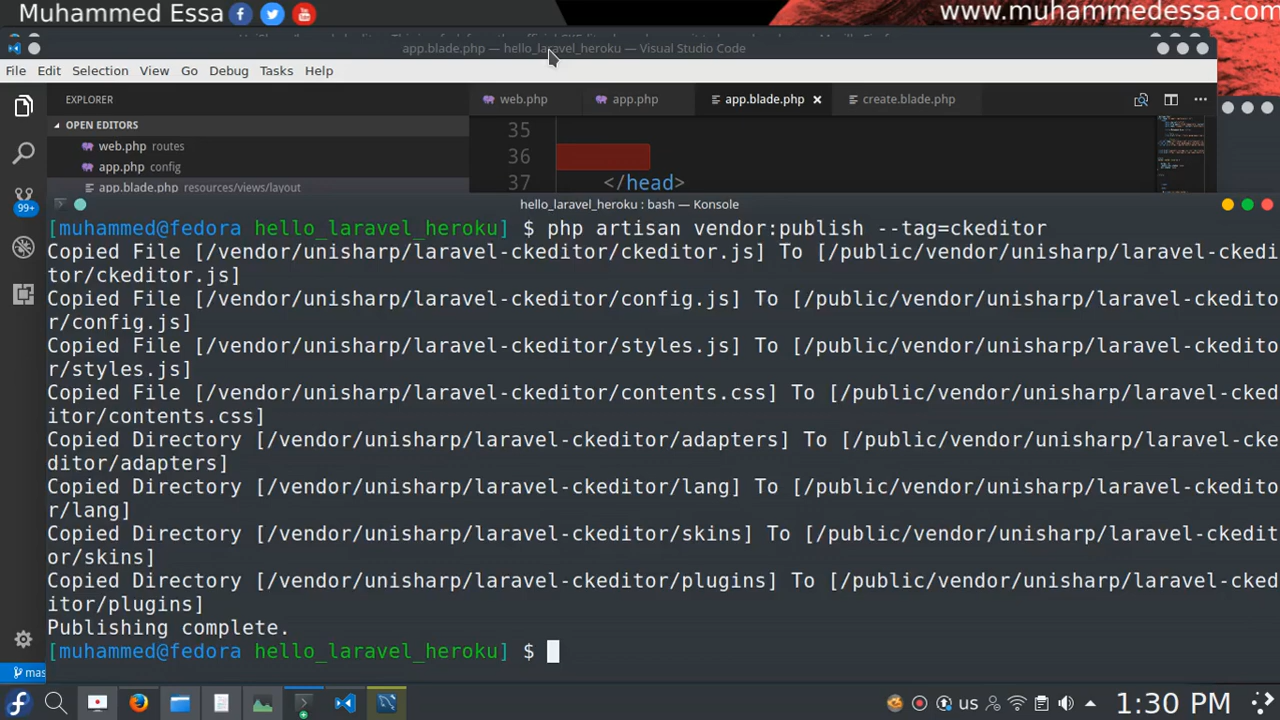 Muhammed Essa
www.muhammedessa.com
app.blade.php — hello_laravel_heroku — Visual Studio Code
File Edit Selection View Go Debug Tasks Help
EXPLORER
web.php app.php app.blade.php create.blade.php
OPEN EDITORS
35
web.php routes
36
app.php config
37 </head>
app.blade.php resources/views/layout
hello_laravel_heroku : bash — Konsole
[muhammed@fedora hello_laravel_heroku] $ php artisan vendor:publish --tag=ckeditor
Copied File [/vendor/unisharp/laravel-ckeditor/ckeditor.js] To [/public/vendor/unisharp/laravel-ckedi
tor/ckeditor.js]
Copied File [/vendor/unisharp/laravel-ckeditor/config.js] To [/public/vendor/unisharp/laravel-ckedito
r/config.js]
Copied File [/vendor/unisharp/laravel-ckeditor/styles.js] To [/public/vendor/unisharp/laravel-ckedito
r/styles.js]
Copied File [/vendor/unisharp/laravel-ckeditor/contents.css] To [/public/vendor/unisharp/laravel-cked
itor/contents.css]
Copied Directory [/vendor/unisharp/laravel-ckeditor/adapters] To [/public/vendor/unisharp/laravel-cke
ditor/adapters]
Copied Directory [/vendor/unisharp/laravel-ckeditor/lang] To [/public/vendor/unisharp/laravel-ckedito
r/lang]
Copied Directory [/vendor/unisharp/laravel-ckeditor/skins] To [/public/vendor/unisharp/laravel-ckedit
or/skins]
Copied Directory [/vendor/unisharp/laravel-ckeditor/plugins] To [/public/vendor/unisharp/laravel-cked
itor/plugins]
Publishing complete.
[muhammed@fedora hello_laravel_heroku] $
99+
mas
us
1:30 PM